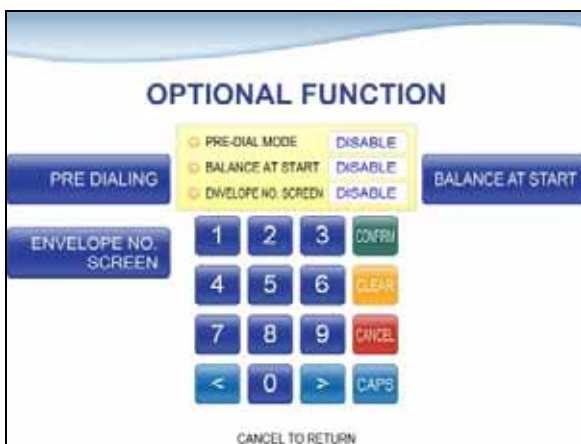 OPTIONAL FUNCTION
PRE-DIAL MODE DISABLE
BALANCE AT START DISABLE
ENVELOPE NO. SCREEN DISABLE
PRE DIALING
BALANCE AT START
ENVELOPE NO.
SCREEN
1 2 3 CONFIRM
4 5 6 CLEAR
7 8 9 CANCEL
< 0 > CAPS
CANCEL TO RETURN